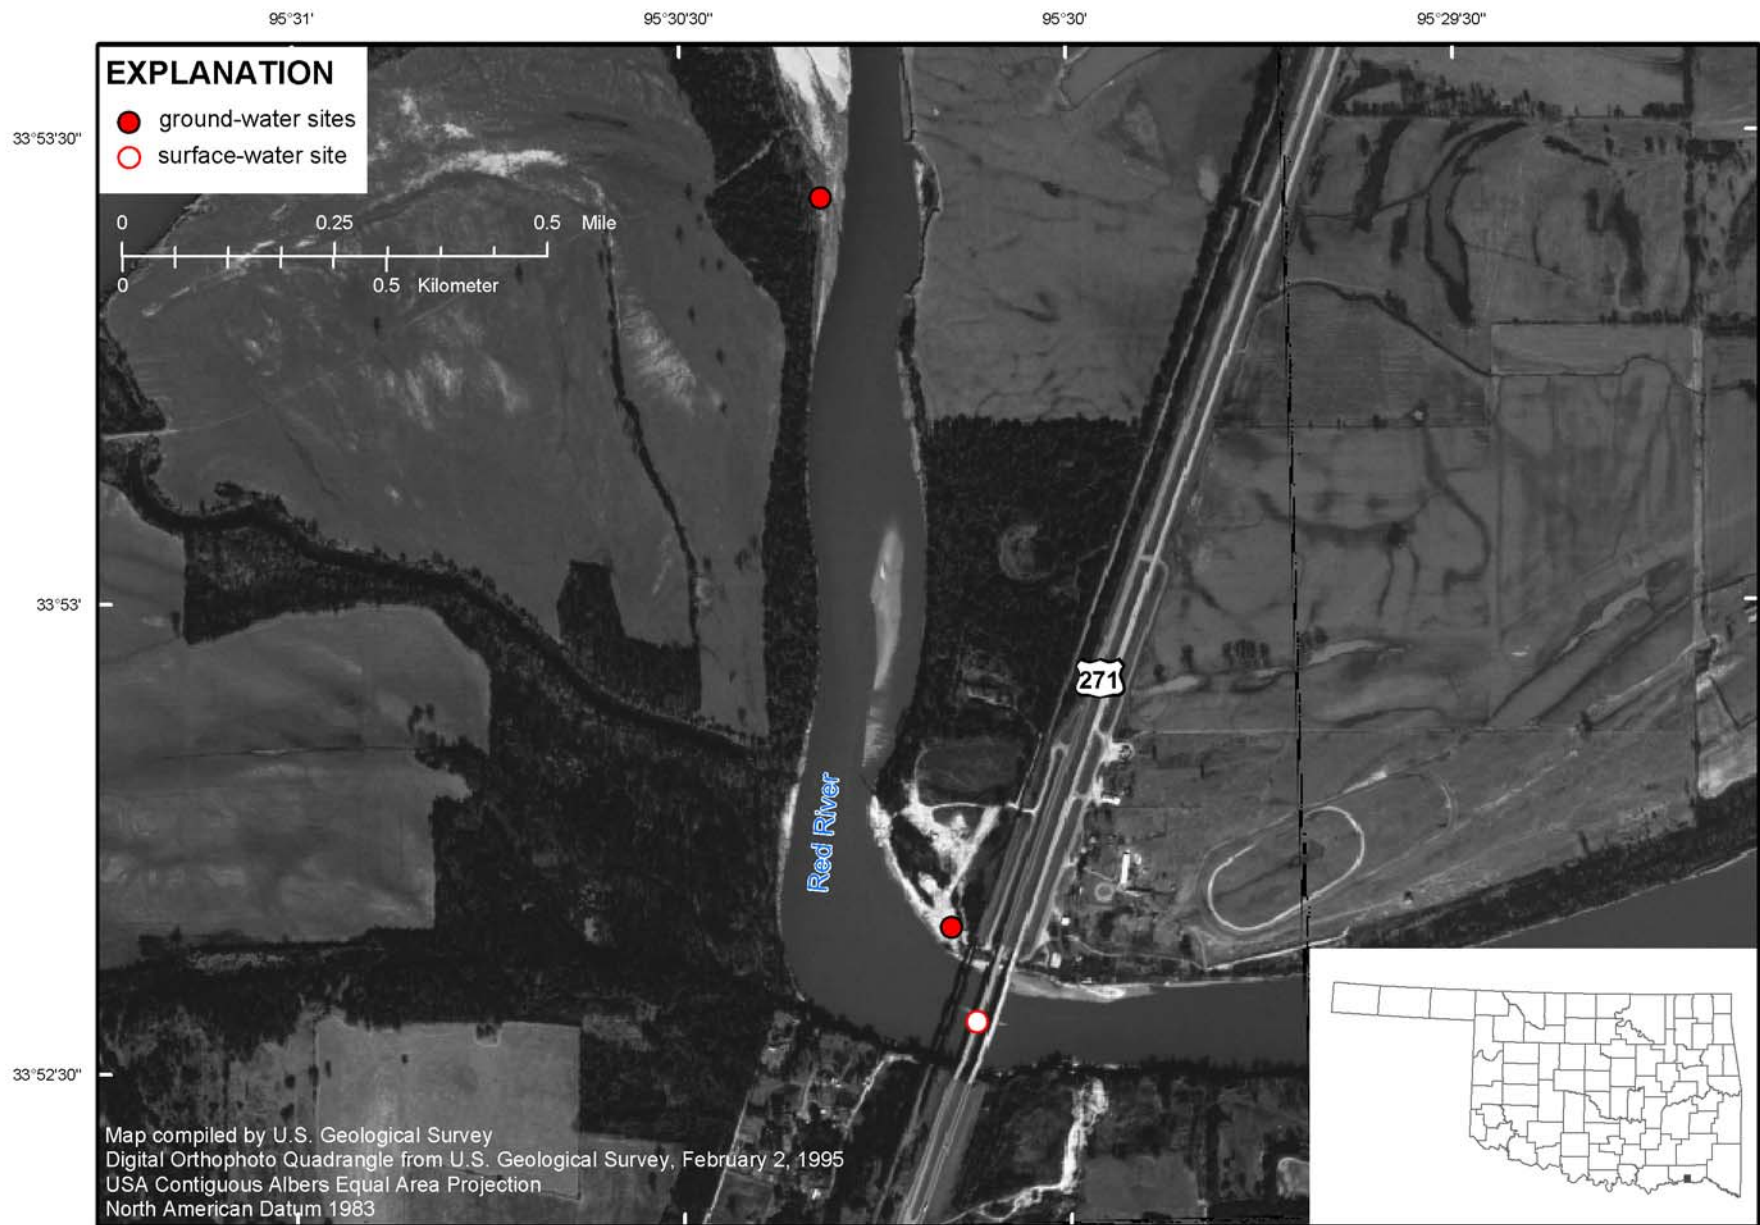 95°31' 95°30'30" 95°30' 95°29'30"
EXPLANATION
ground-water sites
surface-water site
33°53'30"
0 0.25 0.5 Mile
0 0.5 Kilometer
33°53'
271
Red River
33°52'30"
Map compiled by U.S. Geological Survey
Digital Orthophoto Quadrangle from U.S. Geological Survey, February 2, 1995
USA Contiguous Albers Equal Area Projection
North American Datum 1983